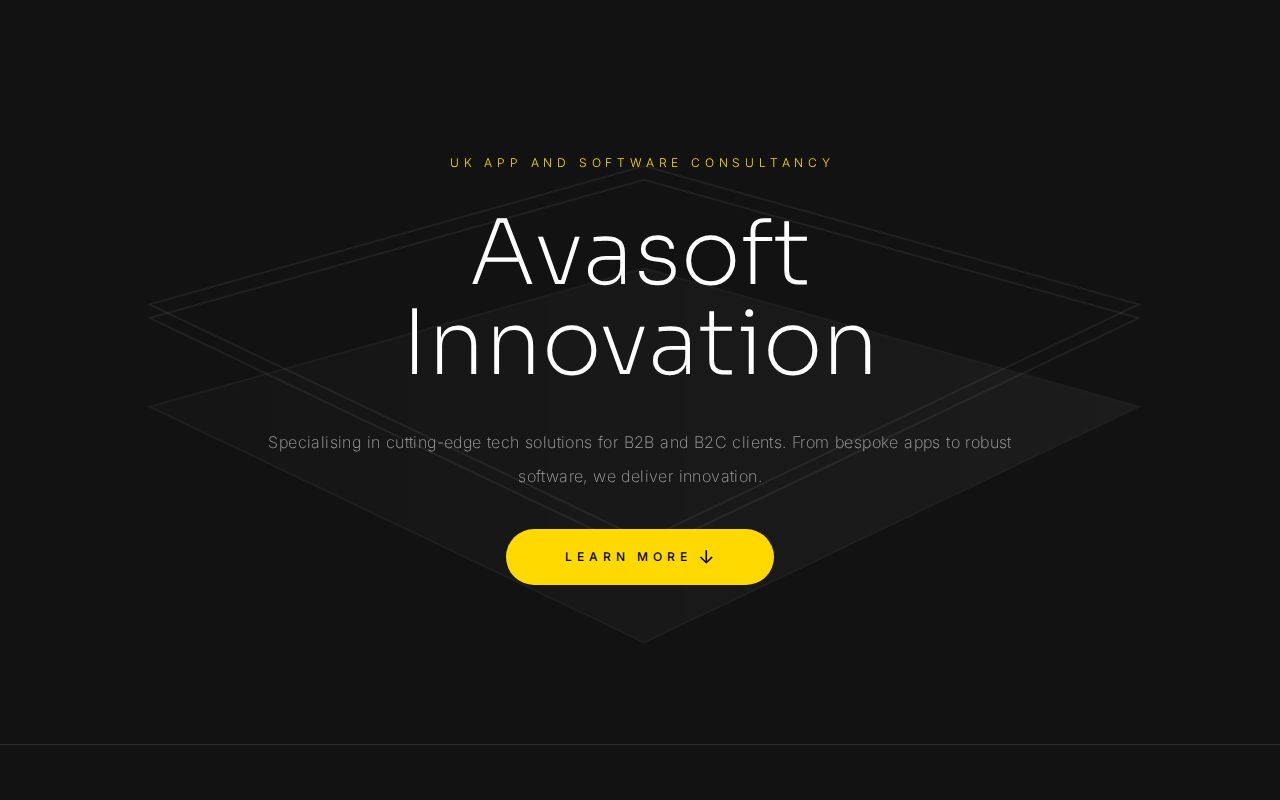 UK APP AND SOFTWARE CONSULTANCY
Avasoft
Innovation
Specialising in cutting-edge tech solutions for B2B and B2C clients. From bespoke apps to robust
software, we deliver innovation.
LEARN MORE